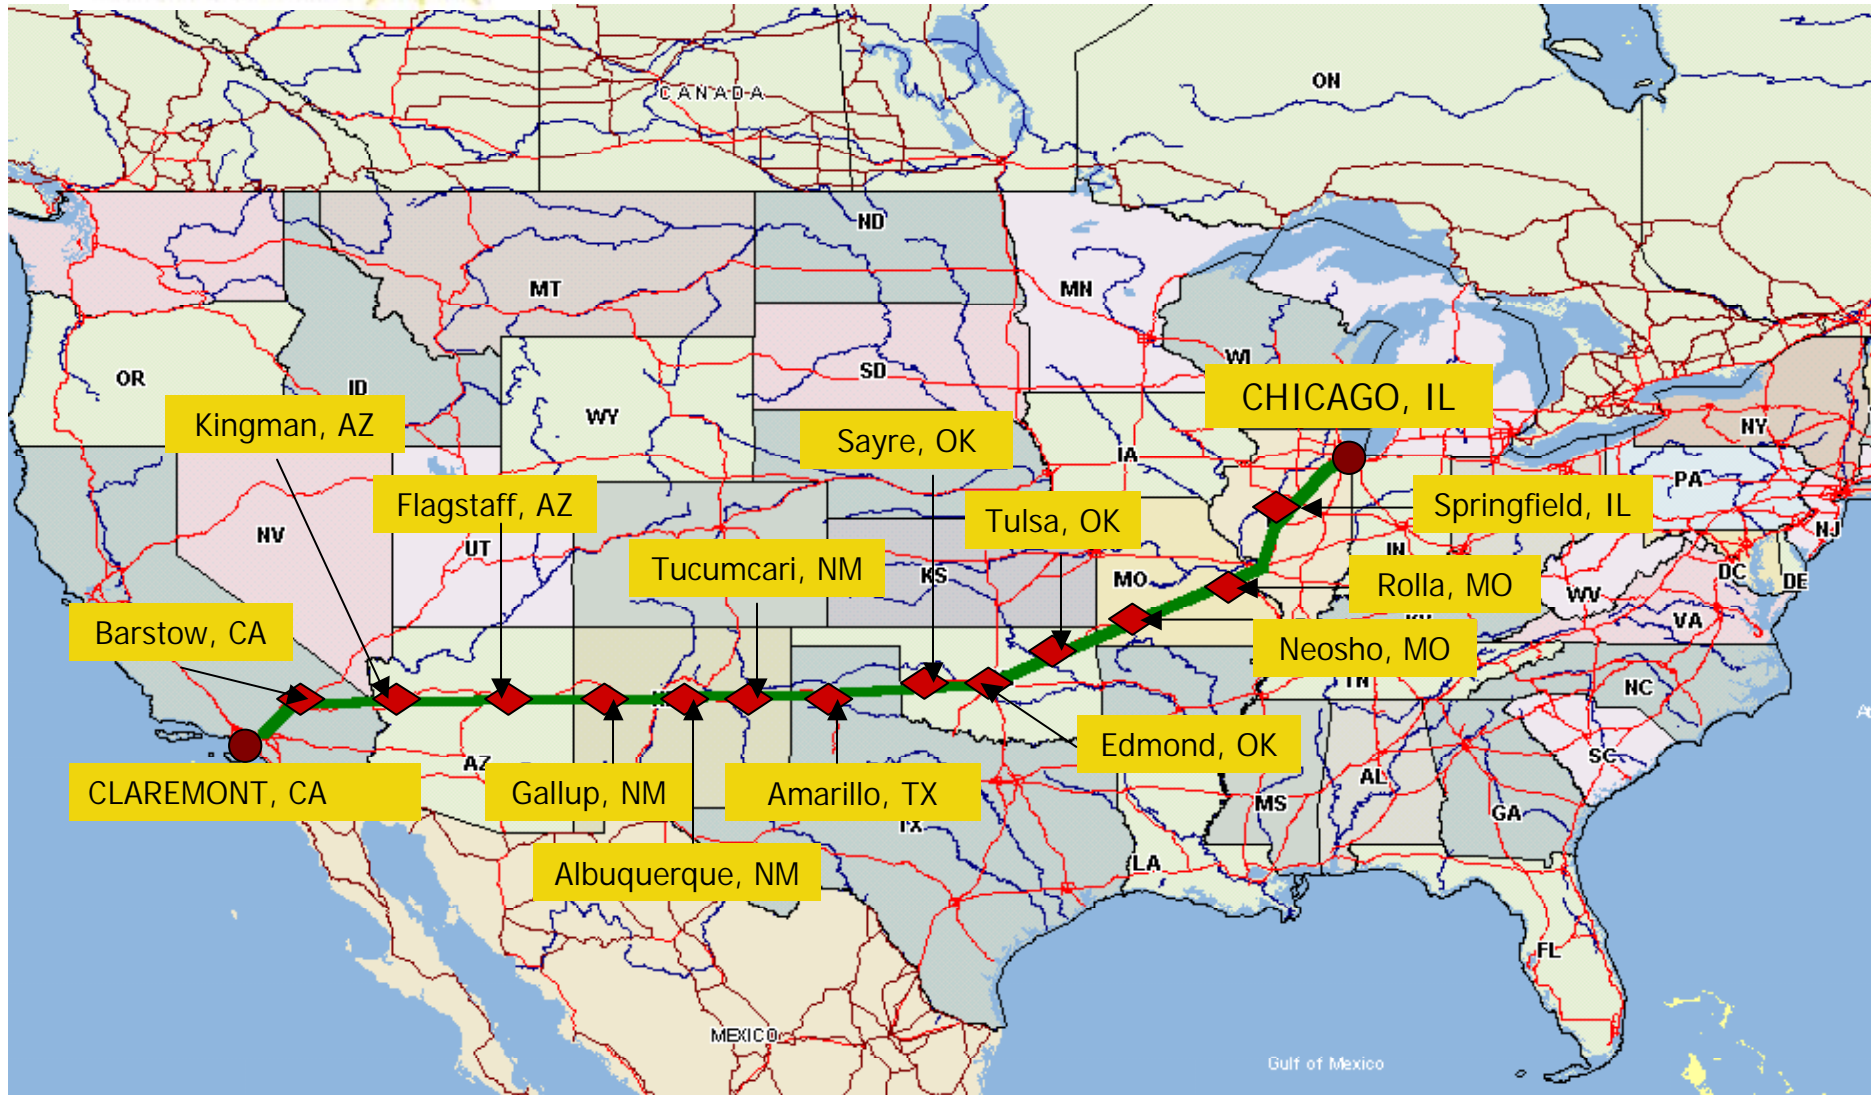 CANADA
ON
ND
MT
MN
OR
ID
SD
WI
WY
CHICAGO, IL
Kingman, AZ
Sayre, OK
NY
IA
PA
Flagstaff, AZ
Springfield, IL
Tulsa, OK
NJ
NV
UT
IN
Tucumcari, NM
KS
MO
Rolla, MO
DC
DE
WV
VA
Barstow, CA
Neosho, MO
TN
NC
Edmond, OK
SC
AZ
CLAREMONT, CA
Gallup, NM
Amarillo, TX
AL
MS
GA
TX
LA
Albuquerque, NM
FL
MEXICO
Gulf of Mexico